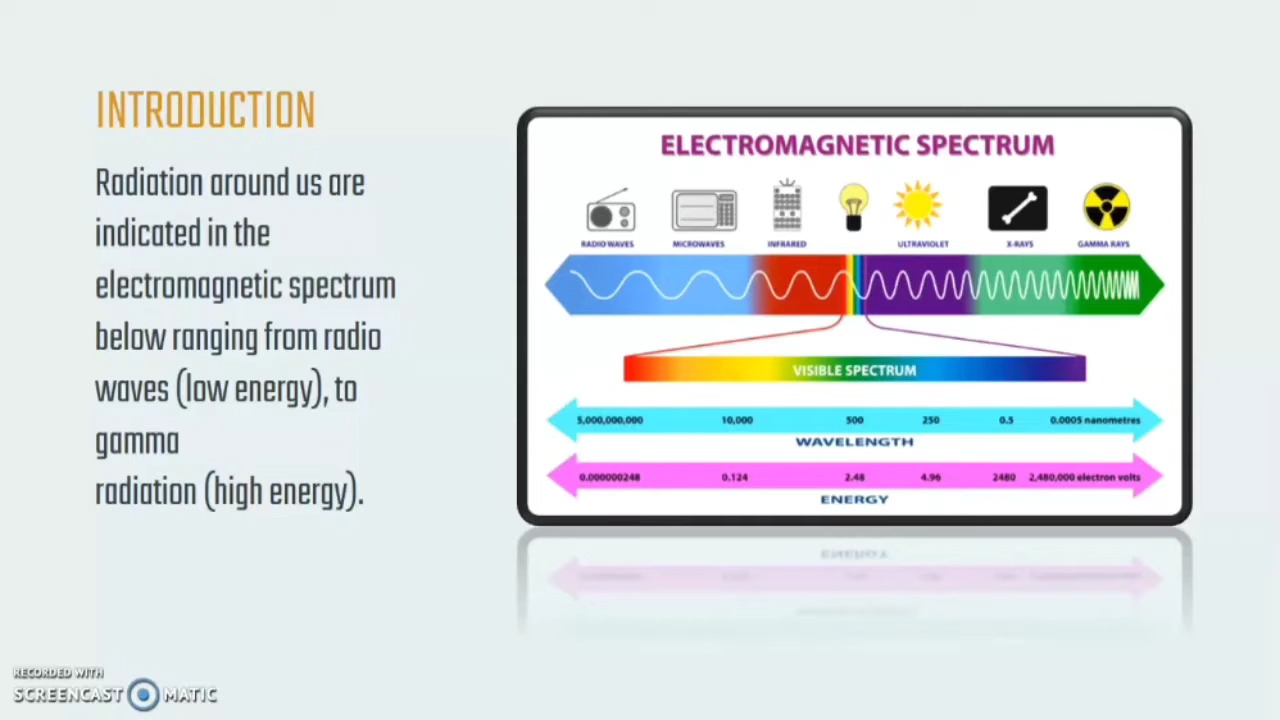 INTRODUCTION
Radiation around us are
indicated in the
electromagnetic spectrum
below ranging from radio
waves (low energy), to
gamma
radiation (high energy).
ELECTROMAGNETIC SPECTRUM
RADIO WAVES MICROWAVES INFRARED ULTRAVIOLET X-RAYS GAMMA RAYS
VISIBLE SPECTRUM
5,000,000,000 10,000 500 250 0.5 0.0005 nanometres
WAVELENGTH
0.000000248 0.124 2.48 4.96 2480 2,480,000 electron volts
ENERGY
RECORDED WITH
SCREENCAST MATIC